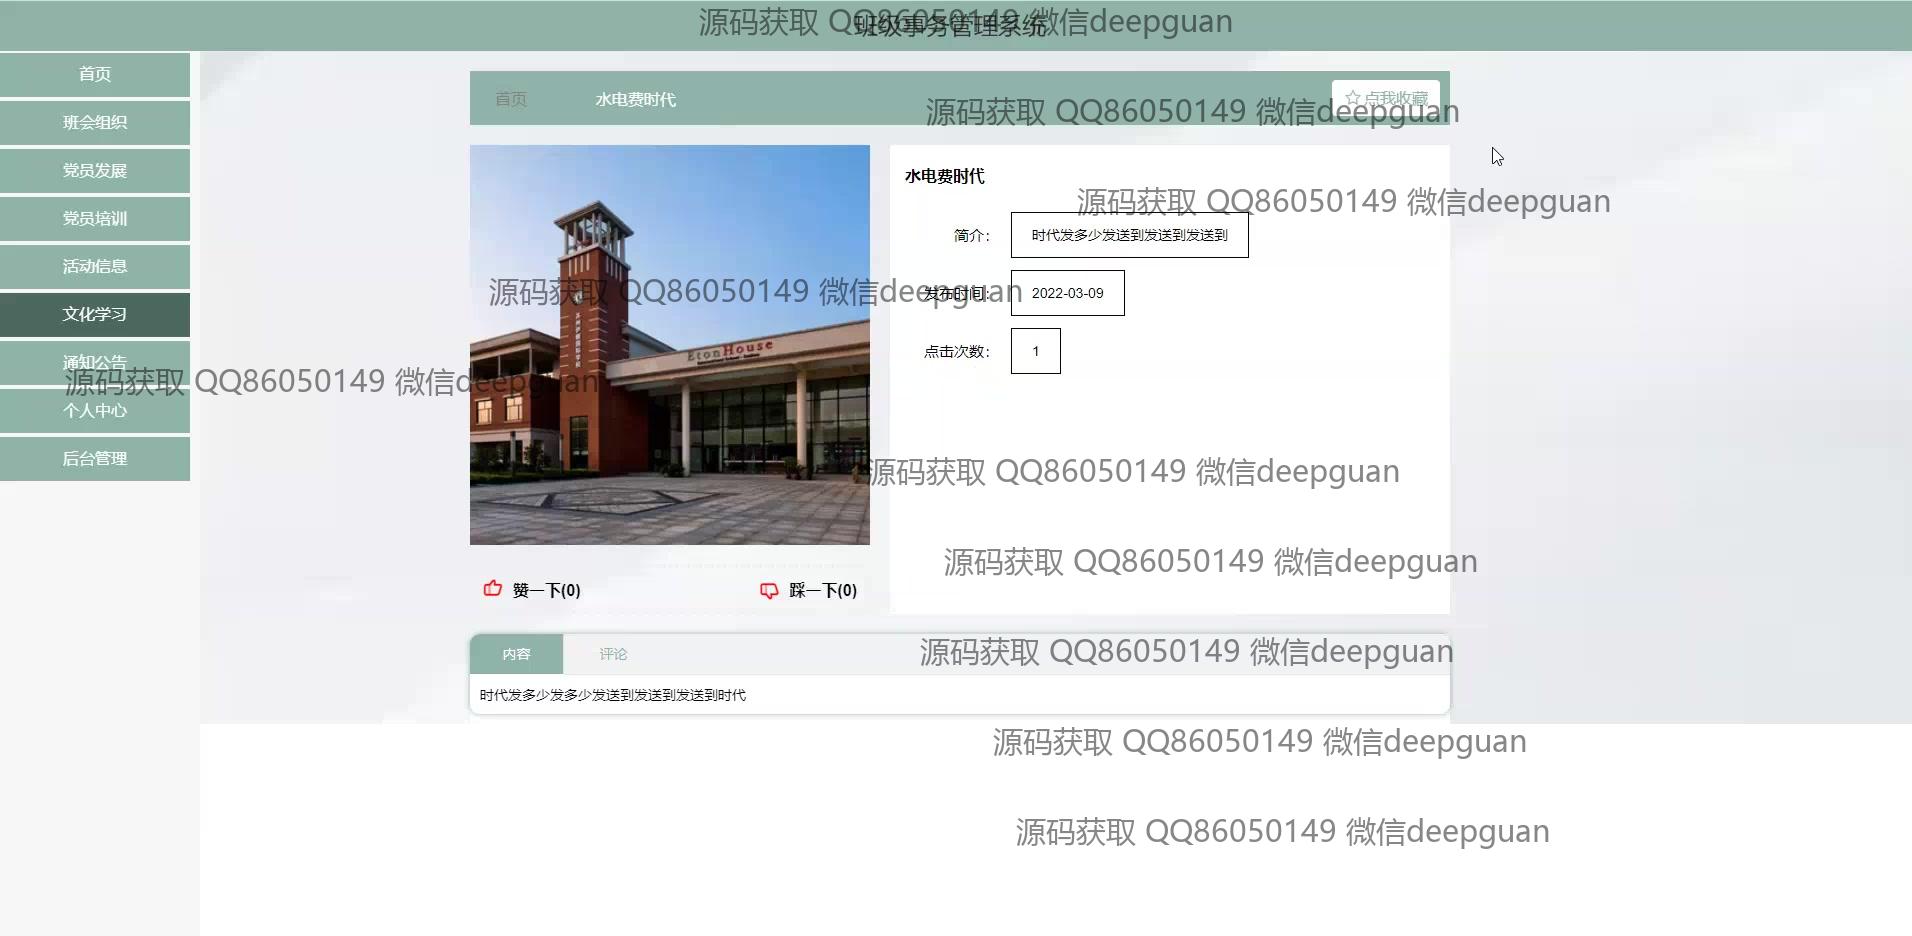 源码获取 QQ86050149 微信deepguan
班级事务管理系统
首页
班会组织
党员发展
党员培训
活动信息
文化学习
通知公告
个人中心
后台管理
首页 水电费时代 ☆点我收藏
源码获取 QQ86050149 微信deepguan
水电费时代
源码获取 QQ86050149 微信deepguan
简介： 时代发多少发送到发送到发送到
源码获取 QQ86050149 微信deepguan
发布时间： 2022-03-09
点击次数： 1
EtonHouse
源码获取 QQ86050149 微信deepguan
源码获取 QQ86050149 微信deepguan
源码获取 QQ86050149 微信deepguan
赞一下(0) 踩一下(0)
内容 评论
源码获取 QQ86050149 微信deepguan
时代发多少发多少发送到发送到发送到时代
源码获取 QQ86050149 微信deepguan
源码获取 QQ86050149 微信deepguan